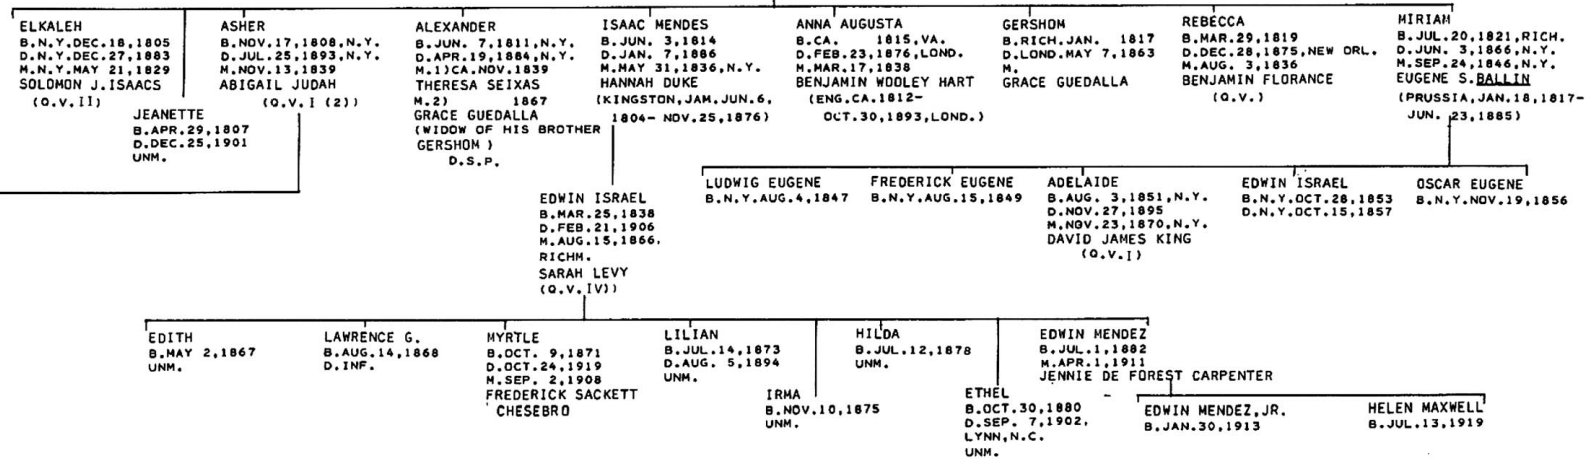 ELKALEH
B.N.Y.DEC.18,1805
D.N.Y.DEC.27,1883
M.N.Y.MAY 21,1829
SOLOMON J.ISAACS
(Q.V.II)
JEANETTE
B.APR.29,1807
D.DEC.25,1901
UNM.
ASHER
B.NOV.17,1808,N.Y.
D.JUL.25,1893,N.Y.
M.NOV.13,1839
ABIGAIL JUDAH
(Q.V.I (2))
ALEXANDER
B.JUN. 7,1811,N.Y.
D.APR.19,1884,N.Y.
M.1)CA.NOV.1839
THERESA SEIXAS
M.2) 1867
GRACE GUEDALLA
(WIDOW OF HIS BROTHER
GERSHOM )
D.S.P.
ISAAC MENDES
B.JUN. 3,1814
D.JAN. 7,1886
M.MAY 31,1836,N.Y.
HANNAH DUKE
(KINGSTON,JAM.JUN.6,
1804- NOV.25,1876)
ANNA AUGUSTA
B.CA. 1815,VA.
D.FEB.23,1876,LOND.
M.MAR.17,1838
BENJAMIN WOOLEY HART
(ENG.CA.1812-
OCT.30,1893,LOND.)
GERSHOM
B.RICH.JAN. 1817
D.LOND.MAY 7,1863
M.
GRACE GUEDALLA
REBECCA
B.MAR.29,1819
D.DEC.28,1875,NEW ORL.
M.AUG. 3,1836
BENJAMIN FLORANCE
(Q.V.)
MIRIAM
B.JUL.20,1821,RICH.
D.JUN. 3,1866,N.Y.
M.SEP.24,1846,N.Y.
EUGENE S.BALLIN
(PRUSSIA,JAN.18,1817-
JUN. 23,1885)
EDWIN ISRAEL
B.MAR.25,1838
D.FEB.21,1906
M.AUG.15,1866,
RICHM.
SARAH LEVY
(Q.V.IV))
LUDWIG EUGENE
B.N.Y.AUG.4,1847
FREDERICK EUGENE
B.N.Y.AUG.15,1849
ADELAIDE
B.AUG. 3,1851,N.Y.
D.NOV.27,1895
M.NOV.23,1870,N.Y.
DAVID JAMES KING
(Q.V.I)
EDWIN ISRAEL
B.N.Y.OCT.28,1853
D.N.Y.OCT.15,1857
OSCAR EUGENE
B.N.Y.NOV.19,1856
EDITH
B.MAY 2,1867
UNM.
LAWRENCE G.
B.AUG.14,1868
D.INF.
MYRTLE
B.OCT. 9,1871
D.OCT.24,1919
M.SEP. 2,1908
FREDERICK SACKETT
CHESEBRO
LILIAN
B.JUL.14,1873
D.AUG. 5,1894
UNM.
IRMA
B.NOV.10,1875
UNM.
HILDA
B.JUL.12,1878
UNM.
ETHEL
B.OCT.30,1880
D.SEP. 7,1902,
LYNN,N.C.
UNM.
EDWIN MENDEZ
B.JUL.1,1882
M.APR.1,1911
JENNIE DE FOREST CARPENTER
EDWIN MENDEZ,JR.
B.JAN.30,1913
HELEN MAXWELL
B.JUL.13,1919